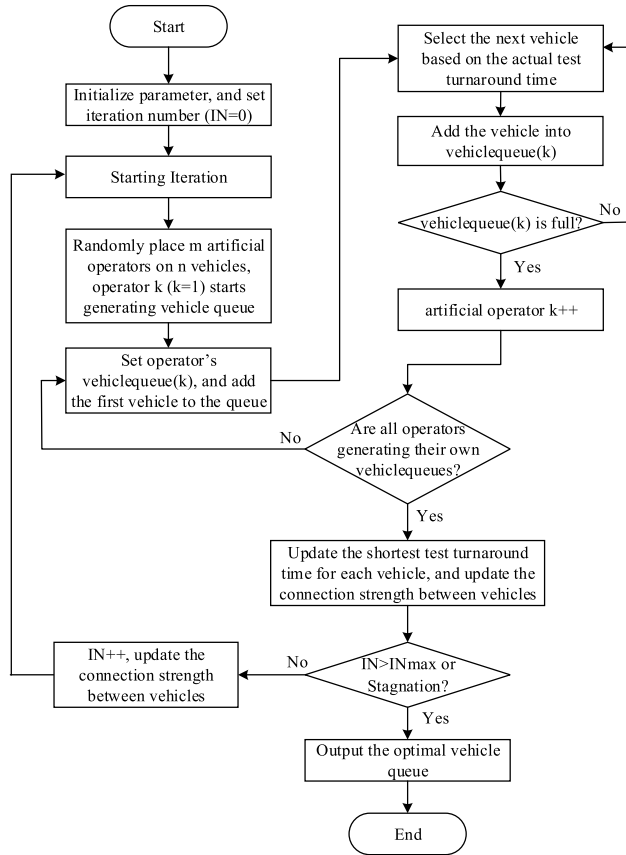 Start
Initialize parameter, and set
iteration number (IN=0)
Starting Iteration
Randomly place m artificial
operators on n vehicles,
operator k (k=1) starts
generating vehicle queue
Set operator's
vehiclequeue(k), and add
the first vehicle to the queue
Select the next vehicle
based on the actual test
turnaround time
Add the vehicle into
vehiclequeue(k)
vehiclequeue(k) is full?
No
Yes
artificial operator k++
Are all operators
generating their own
vehiclequeues?
No
Yes
Update the shortest test turnaround
time for each vehicle, and update the
connection strength between vehicles
IN>INmax or
Stagnation?
No
IN++, update the
connection strength
between vehicles
Yes
Output the optimal vehicle
queue
End